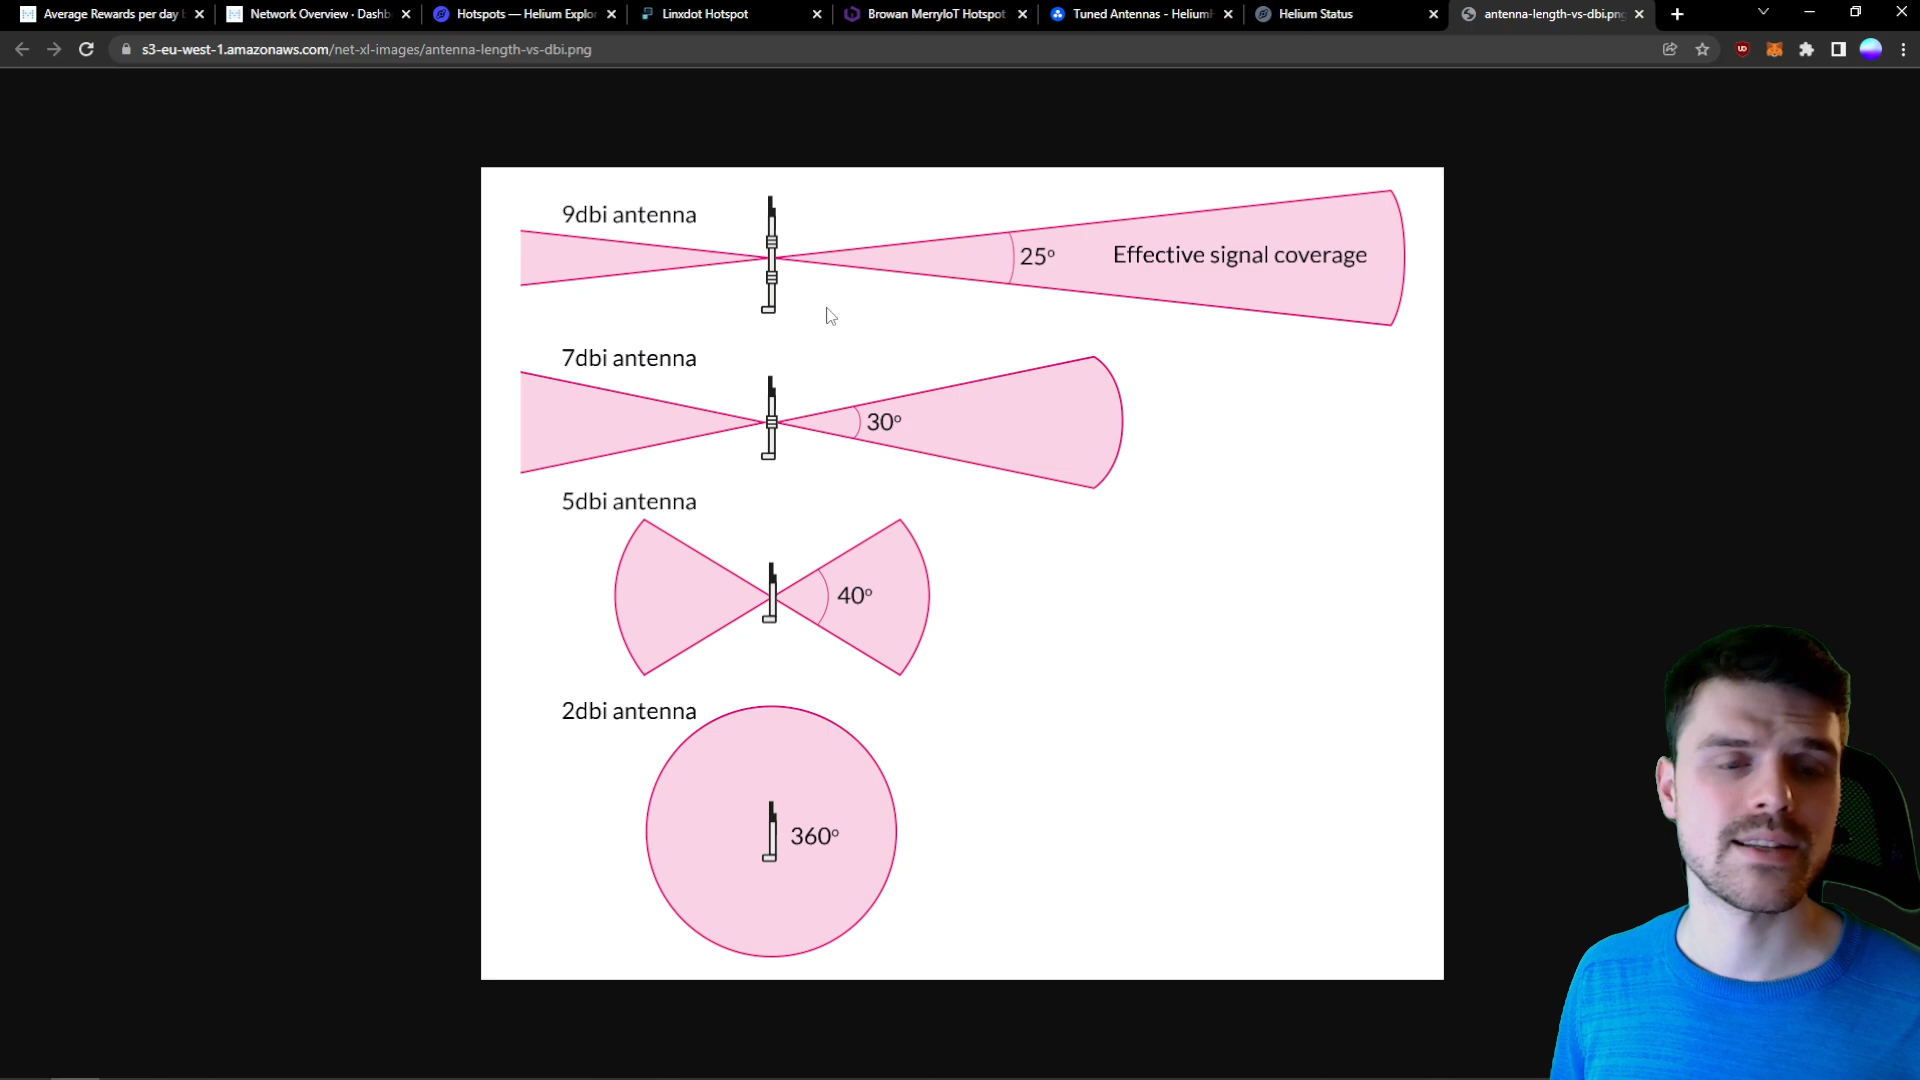 Average Rewards per day
Network Overview · Dashb
Hotspots — Helium Explor
Linxdot Hotspot
Browan MerryIoT Hotspot
Tuned Antennas - Helium
Helium Status
antenna-length-vs-dbi.png
s3-eu-west-1.amazonaws.com/net-xl-images/antenna-length-vs-dbi.png
9dbi antenna
25°
Effective signal coverage
7dbi antenna
30°
5dbi antenna
40°
2dbi antenna
360°